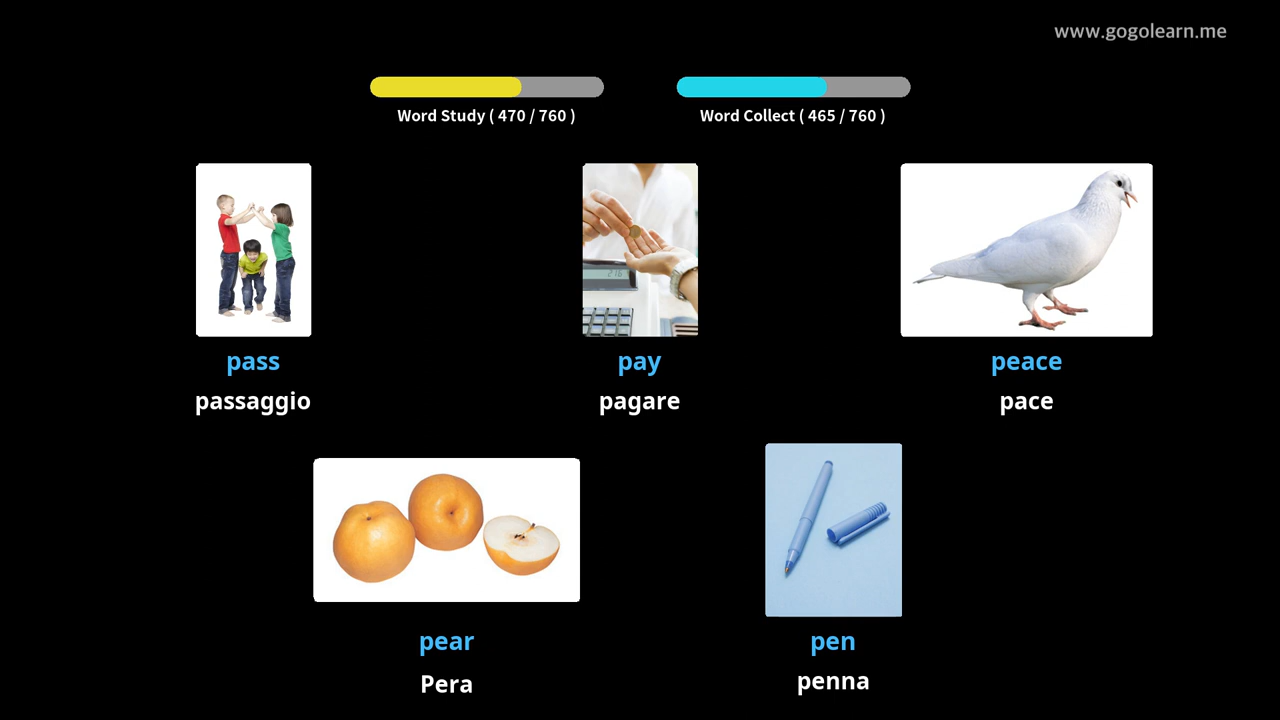 www.gogolearn.me
Word Study ( 470 / 760 )
Word Collect ( 465 / 760 )
pass
passaggio
pay
pagare
peace
pace
pear
Pera
pen
penna